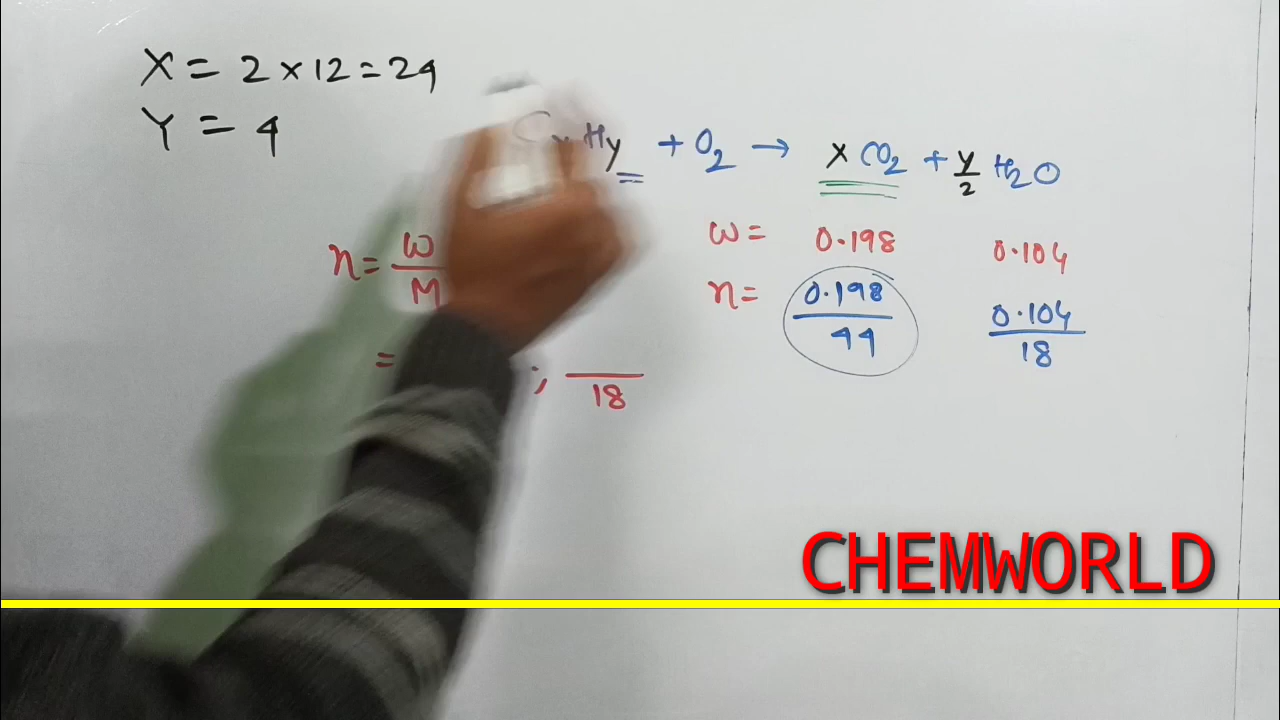 X = 2 × 12 = 24
Y = 4
CxHy + O2 → X CO2 + y/2 H2O
w = 0.198 0.104
n = w/M
n = 0.198/44 0.104/18
= ; /18
CHEMWORLD